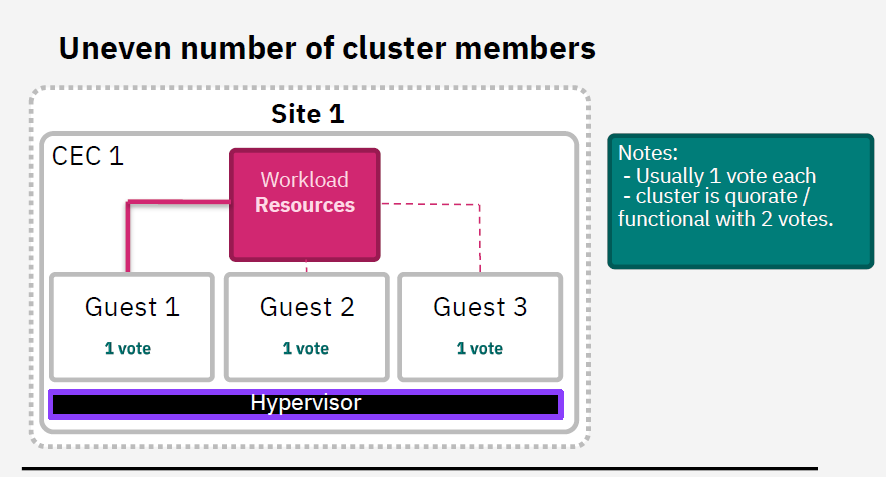 Uneven number of cluster members
Site 1
CEC 1
Workload
Resources
Guest 1
1 vote
Guest 2
1 vote
Guest 3
1 vote
Hypervisor
Notes:
- Usually 1 vote each
- cluster is quorate /
functional with 2 votes.